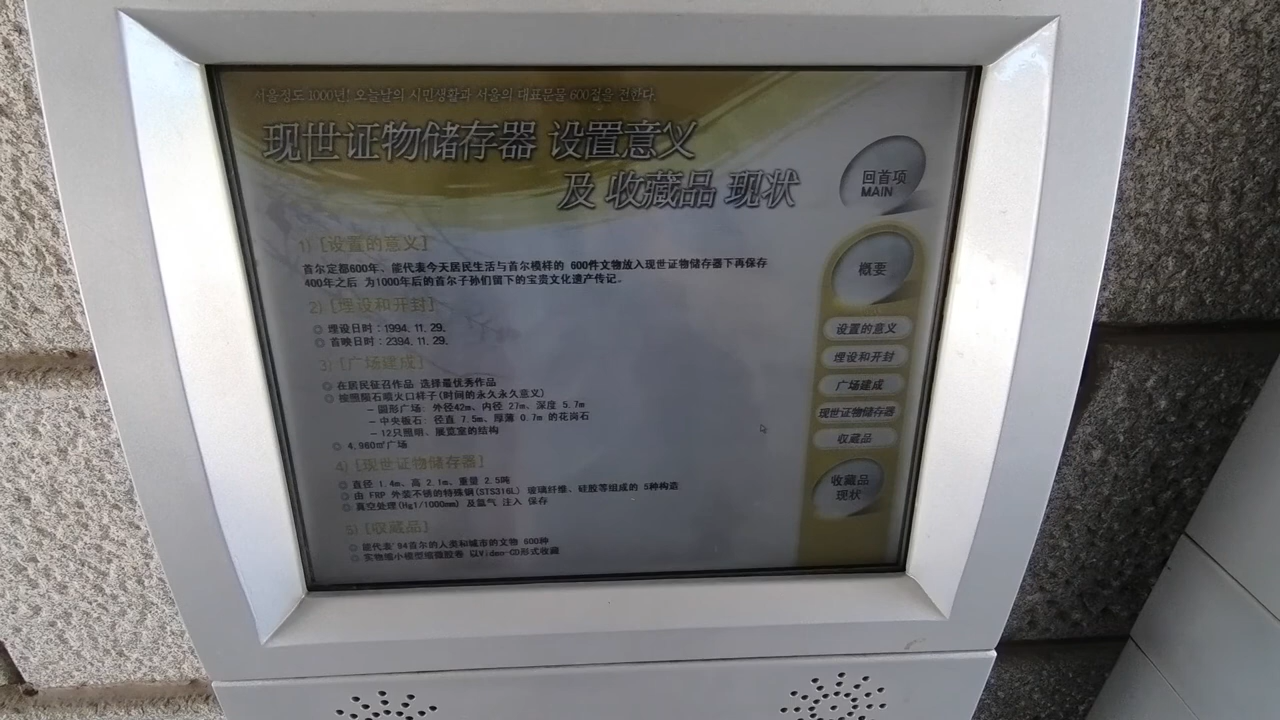 서울정도 1000년! 오늘날의 시민생활과 서울의 대표문물 600점을 전한다.
现世证物储存器 设置意义
及 收藏品 现状
回首项
MAIN
1) [设置的意义]
首尔定都600年、能代表今天居民生活与首尔模样的 600件文物放入现世证物储存器下再保存
400年之后 为1000年后的首尔子孙们留下的宝贵文化遗产传记。
2) [埋设和开封]
埋设日时 : 1994. 11. 29.
首映日时 : 2394. 11. 29.
3) [广场建成]
在居民征召作品 选择最优秀作品
按照陨石喷火口样子(时间的永久永久意义)
– 圆形广场: 外径42m、内径 27m、深度 5.7m
– 中央板石: 径直 7.5m、厚薄 0.7m 的花岗石
– 12只照明、展览室的结构
4,960㎡广场
4) [现世证物储存器]
直径 1.4m、高 2.1m、重量 2.5吨
由 FRP 外装不锈的特殊钢(STS316L) 玻璃纤维、硅胶等组成的 5种构造
真空处理(Hg1/1000mm) 及氩气 注入 保存
5) [收藏品]
能代表'94首尔的人类和城市的文物 600种
实物缩小模型缩微胶卷 以Video-CD形式收藏
概要
设置的意义
埋设和开封
广场建成
现世证物储存器
收藏品
收藏品
现状